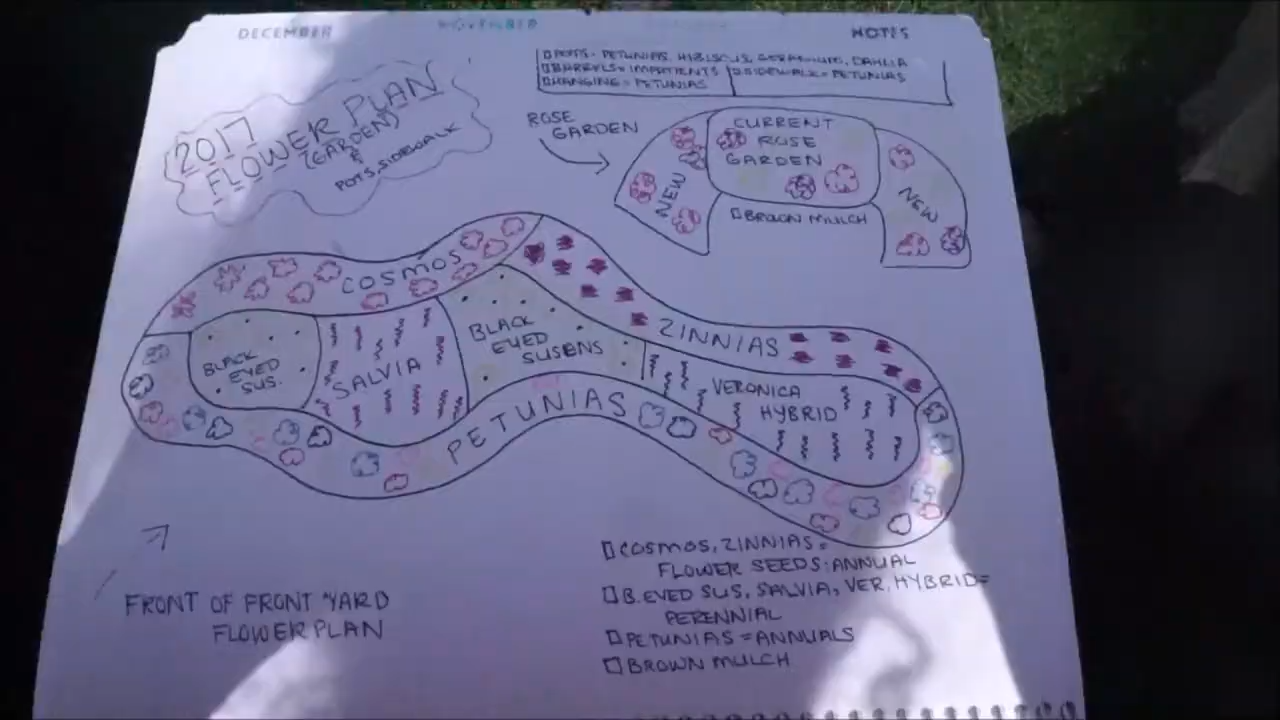 DECEMBER
NOVEMBER
NOTES
POTS = PETUNIAS, HIBISCUS, GERANIUM, DAHLIA
BARRELS = IMPATIENTS
SIDEWALK = PETUNIAS
HANGING = PETUNIAS
2017
FLOWER PLAN
(GARDEN)
&
POTS, SIDEWALK
ROSE
GARDEN
CURRENT
ROSE
GARDEN
NEW
NEW
BROWN MULCH
COSMOS
ZINNIAS
BLACK
EYED
SUS.
SALVIA
BLACK
EYED
SUSENS
VERONICA
HYBRID
PETUNIAS
COSMOS, ZINNIAS =
FLOWER SEEDS: ANNUAL
B. EYED SUS, SALVIA, VER. HYBRID =
PERENNIAL
PETUNIAS = ANNUALS
BROWN MULCH
FRONT OF FRONT YARD
FLOWER PLAN